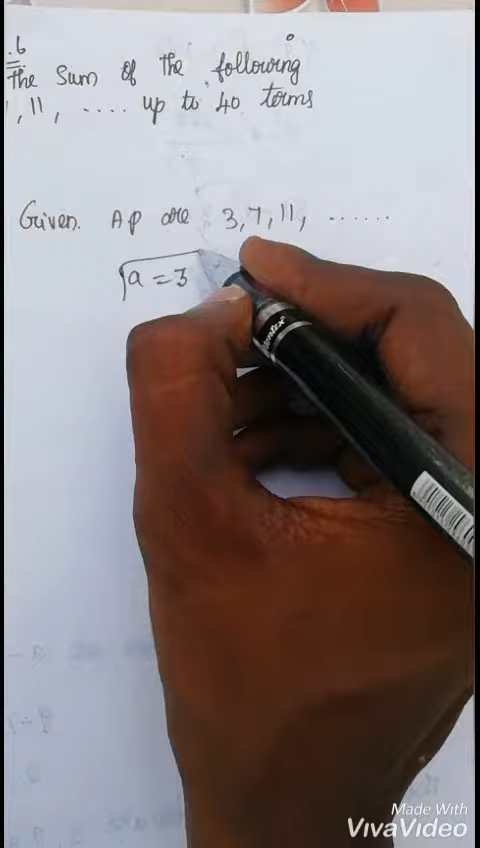 .6
The Sum of the following
, 11, .... up to 40 terms
Given. AP are 3, 7, 11, ......
a = 3
Made With
VivaVideo